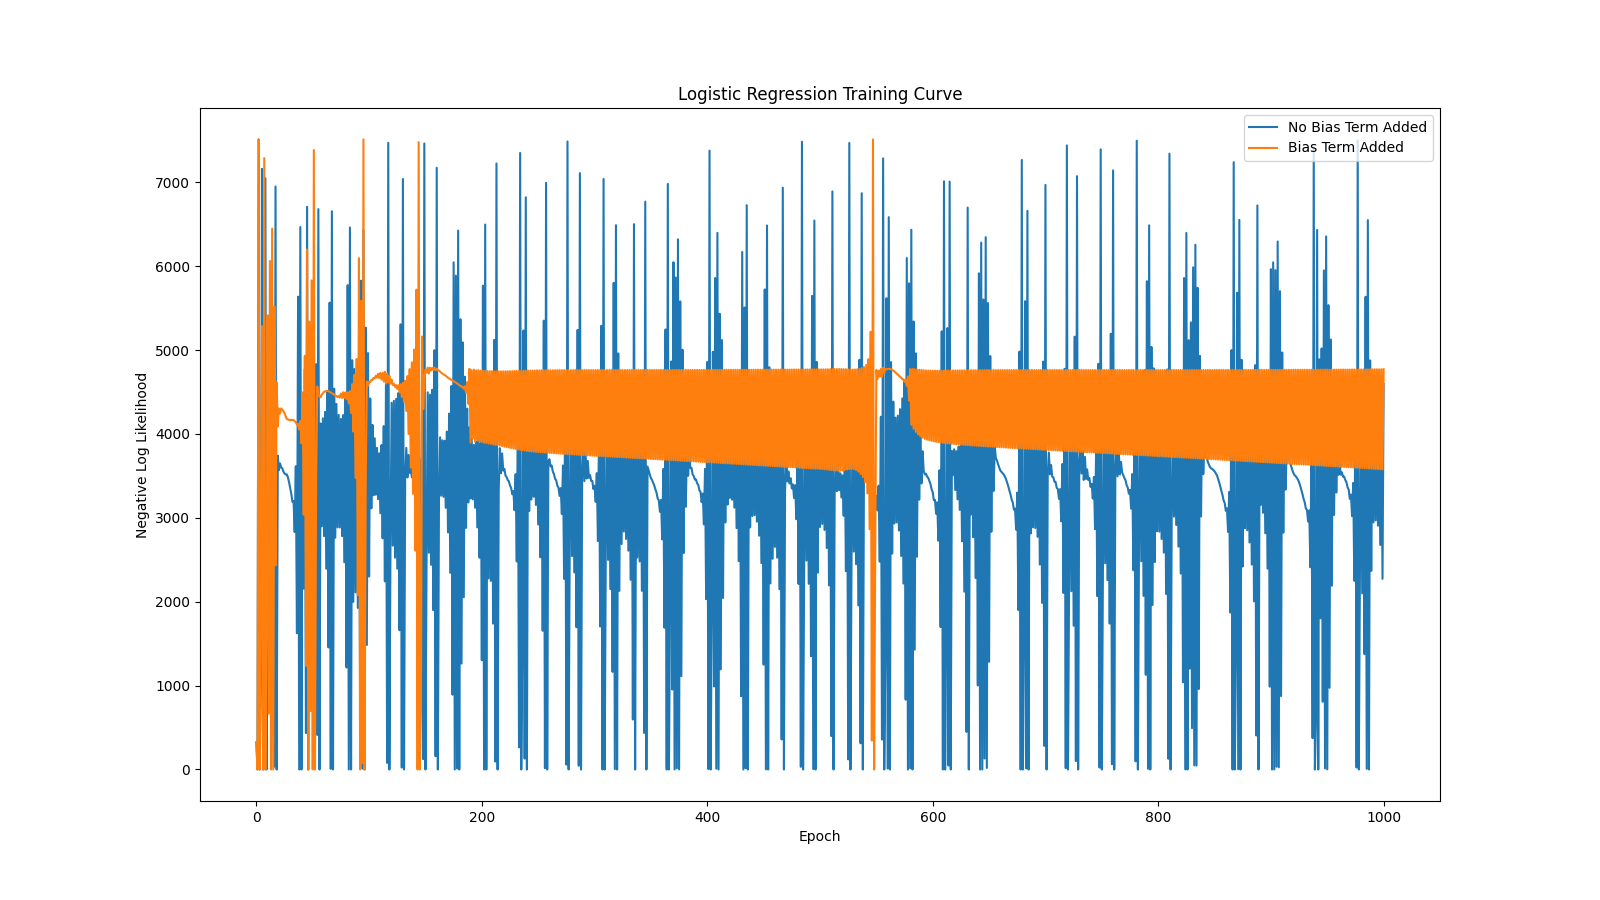 Logistic Regression Training Curve
No Bias Term Added
Bias Term Added
7000
6000
5000
4000
3000
2000
1000
0
Negative Log Likelihood
0 200 400 600 800 1000
Epoch